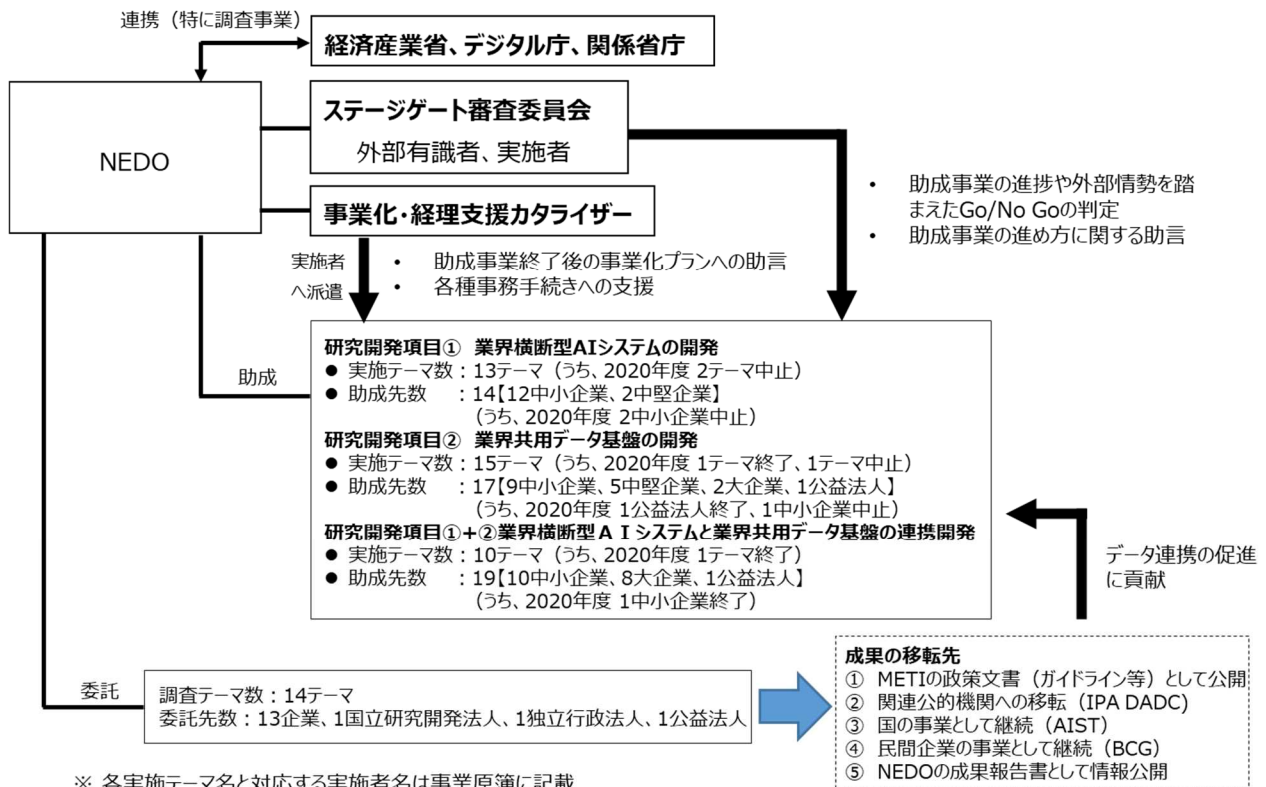 連携（特に調査事業）
経済産業省、デジタル庁、関係省庁
NEDO
ステージゲート審査委員会
外部有識者、実施者
事業化・経理支援カタライザー
• 助成事業の進捗や外部情勢を踏
まえたGo/No Goの判定
• 助成事業の進め方に関する助言
実施者
へ派遣
• 助成事業終了後の事業化プランへの助言
• 各種事務手続きへの支援
助成
研究開発項目① 業界横断型AIシステムの開発
● 実施テーマ数：13テーマ（うち、2020年度 2テーマ中止）
● 助成先数 ：14【12中小企業、2中堅企業】
（うち、2020年度 2中小企業中止）
研究開発項目② 業界共用データ基盤の開発
● 実施テーマ数：15テーマ（うち、2020年度 1テーマ終了、1テーマ中止）
● 助成先数 ：17【9中小企業、5中堅企業、2大企業、1公益法人】
（うち、2020年度 1公益法人終了、1中小企業中止）
研究開発項目①+②業界横断型ＡＩシステムと業界共用データ基盤の連携開発
● 実施テーマ数：10テーマ（うち、2020年度 1テーマ終了）
● 助成先数 ：19【10中小企業、8大企業、1公益法人】
（うち、2020年度 1中小企業終了）
データ連携の促進
に貢献
委託
調査テーマ数：14テーマ
委託先数：13企業、1国立研究開発法人、1独立行政法人、1公益法人
成果の移転先
① METIの政策文書（ガイドライン等）として公開
② 関連公的機関への移転（IPA DADC)
③ 国の事業として継続（AIST）
④ 民間企業の事業として継続（BCG）
⑤ NEDOの成果報告書として情報公開
※ 各実施テーマ名と対応する実施者名は事業原簿に記載